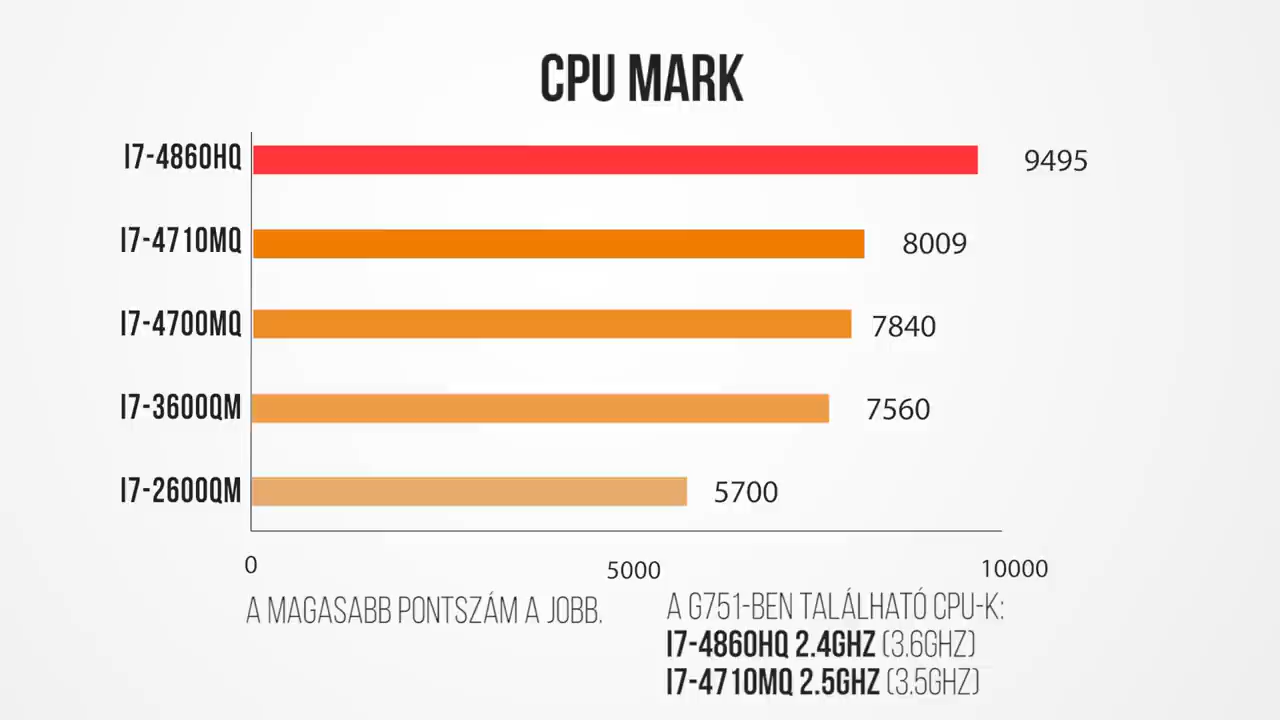 CPU MARK
I7-4860HQ 9495
I7-4710MQ 8009
I7-4700MQ 7840
I7-3600QM 7560
I7-2600QM 5700
0 5000 10000
A MAGASABB PONTSZÁM A JOBB.
A G751-BEN TALÁLHATÓ CPU-K:
I7-4860HQ 2.4GHZ (3.6GHZ)
I7-4710MQ 2.5GHZ (3.5GHZ)